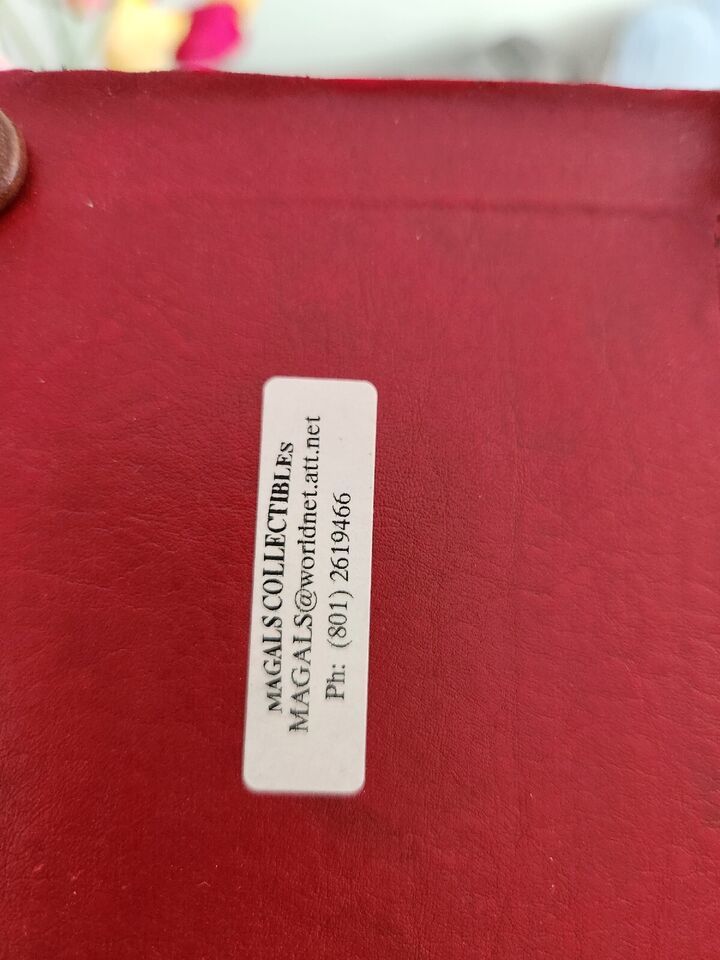 MAGALS COLLECTIBLES
MAGALS@worldnet.att.net
Ph: (801) 2619466